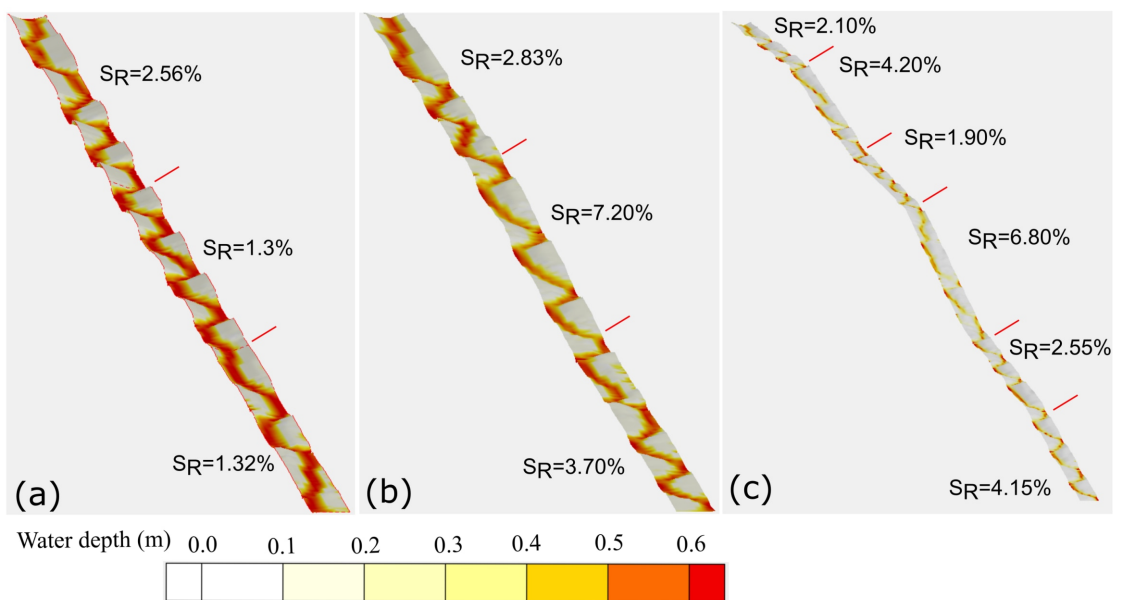 SR=2.56%
SR=1.3%
SR=1.32%
(a)
SR=2.83%
SR=7.20%
SR=3.70%
(b)
SR=2.10%
SR=4.20%
SR=1.90%
SR=6.80%
SR=2.55%
SR=4.15%
(c)
Water depth (m) 0.0 0.1 0.2 0.3 0.4 0.5 0.6